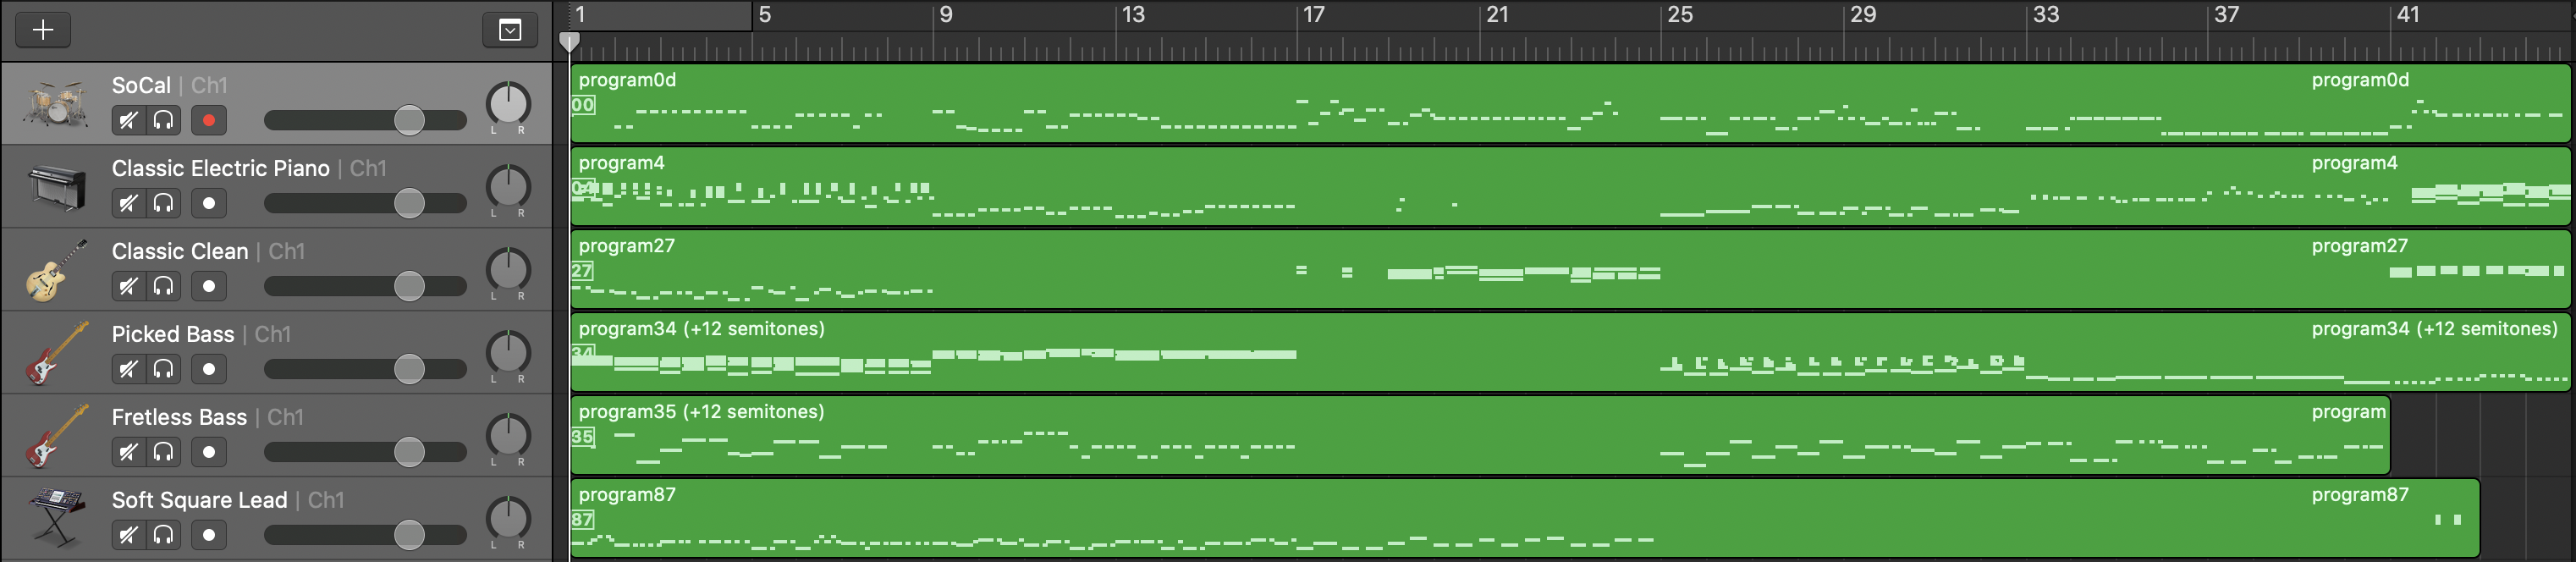 1 5 9 13 17 21 25 29 33 37 41
SoCal | Ch1
L R
program0d program0d
00
Classic Electric Piano | Ch1
L R
program4 program4
04
Classic Clean | Ch1
L R
program27 program27
27
Picked Bass | Ch1
L R
program34 (+12 semitones) program34 (+12 semitones)
34
Fretless Bass | Ch1
L R
program35 (+12 semitones) program
35
Soft Square Lead | Ch1
L R
program87 program87
87